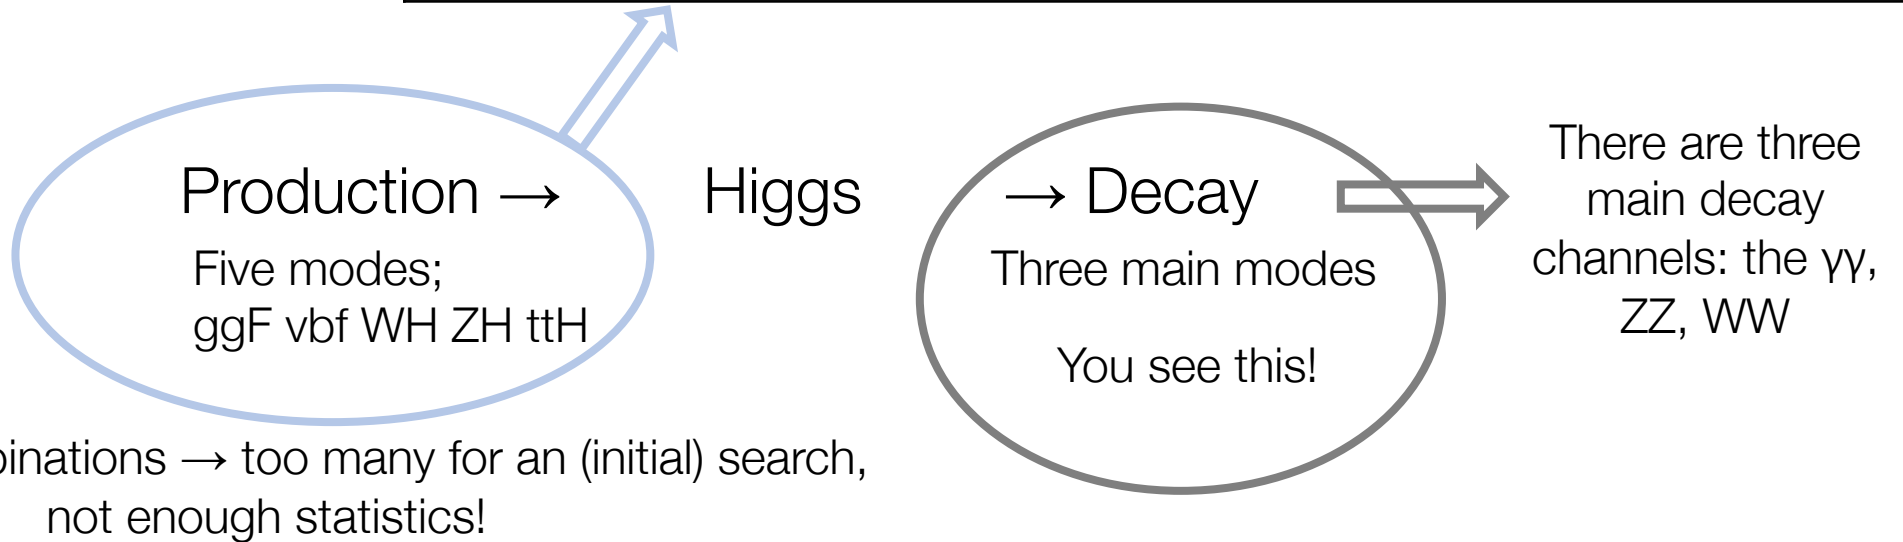 Production → Higgs → Decay
Five modes;
ggF vbf WH ZH ttH
Three main modes
You see this!
There are three
main decay
channels: the γγ,
ZZ, WW
→ too many for an (initial) search,
not enough statistics!